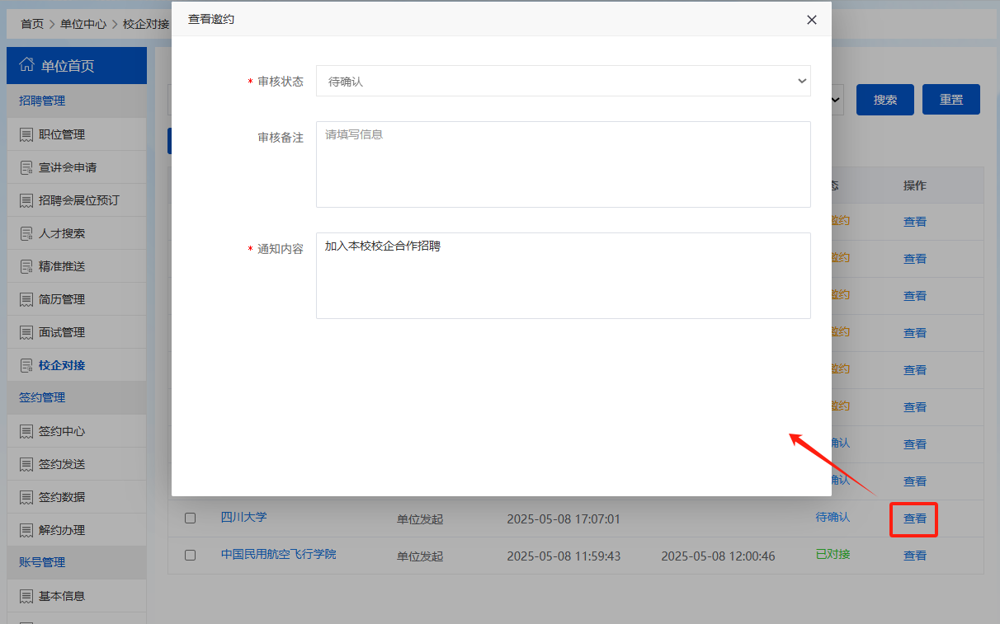 首页 > 单位中心 > 校企对接
查看邀约
单位首页
招聘管理
职位管理
宣讲会申请
招聘会展位预订
人才搜索
精准推送
简历管理
面试管理
校企对接
签约管理
签约中心
签约发送
签约数据
解约办理
账号管理
基本信息
* 审核状态 待确认
审核备注 请填写信息
* 通知内容 加入本校校企合作招聘
搜索 重置
态 操作
邀约 查看
邀约 查看
邀约 查看
邀约 查看
邀约 查看
邀约 查看
确认 查看
确认 查看
四川大学 单位发起 2025-05-08 17:07:01 待确认 查看
中国民用航空飞行学院 单位发起 2025-05-08 11:59:43 2025-05-08 12:00:46 已对接 查看